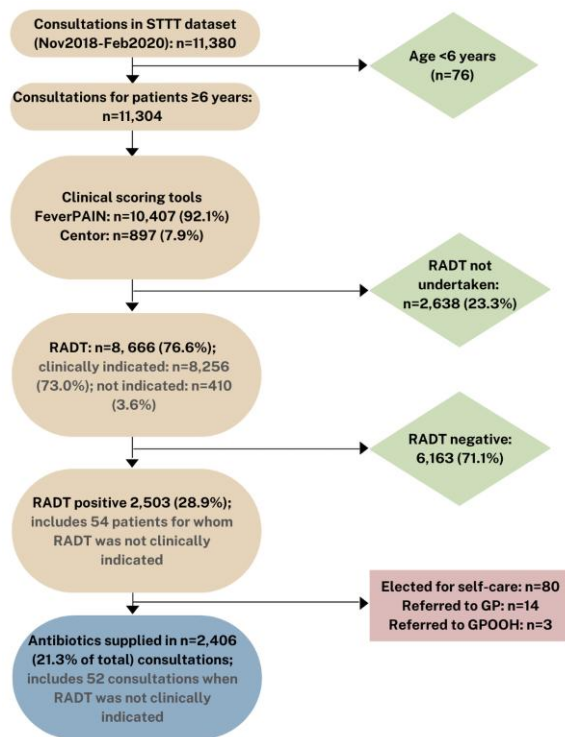 Consultations in STTT dataset
(Nov2018-Feb2020): n=11,380
Age <6 years
(n=76)
Consultations for patients ≥6 years:
n=11,304
Clinical scoring tools
FeverPAIN: n=10,407 (92.1%)
Centor: n=897 (7.9%)
RADT not
undertaken:
n=2,638 (23.3%)
RADT: n=8, 666 (76.6%);
clinically indicated: n=8,256
(73.0%); not indicated: n=410
(3.6%)
RADT negative:
6,163 (71.1%)
RADT positive 2,503 (28.9%);
includes 54 patients for whom
RADT was not clinically
indicated
Elected for self-care: n=80
Referred to GP: n=14
Referred to GPOOH: n=3
Antibiotics supplied in n=2,406
(21.3% of total) consultations;
includes 52 consultations when
RADT was not clinically
indicated